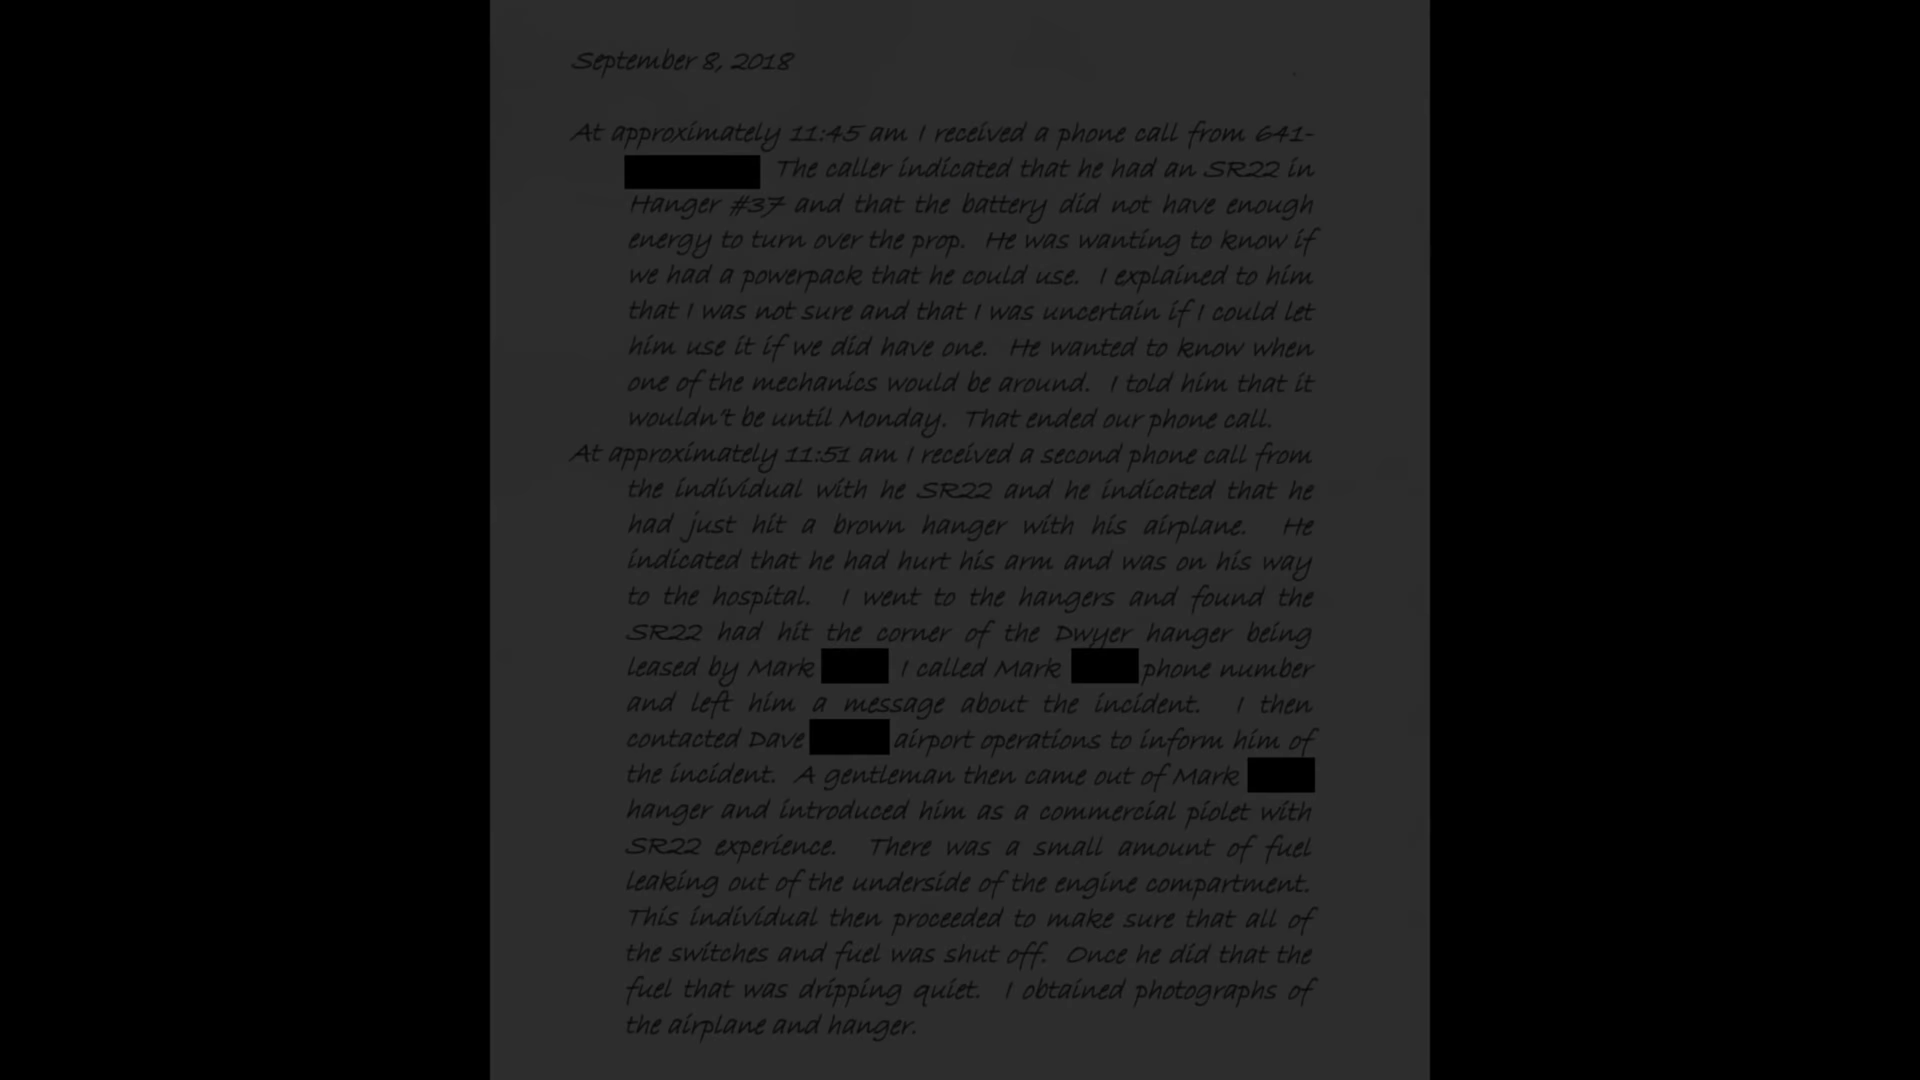 September 8, 2018
At approximately 11:45 am I received a phone call from 641-
The caller indicated that he had an SR22 in
Hanger #37 and that the battery did not have enough
energy to turn over the prop. He was wanting to know if
we had a powerpack that he could use. I explained to him
that I was not sure and that I was uncertain if I could let
him use it if we did have one. He wanted to know when
one of the mechanics would be around. I told him that it
wouldn't be until Monday. That ended our phone call.
At approximately 11:51 am I received a second phone call from
the individual with he SR22 and he indicated that he
had just hit a brown hanger with his airplane. He
indicated that he had hurt his arm and was on his way
to the hospital. I went to the hangers and found the
SR22 had hit the corner of the Dwyer hanger being
leased by Mark I called Mark phone number
and left him a message about the incident. I then
contacted Dave airport operations to inform him of
the incident. A gentleman then came out of Mark
hanger and introduced him as a commercial piolet with
SR22 experience. There was a small amount of fuel
leaking out of the underside of the engine compartment.
This individual then proceeded to make sure that all of
the switches and fuel was shut off. Once he did that the
fuel that was dripping quiet. I obtained photographs of
the airplane and hanger.